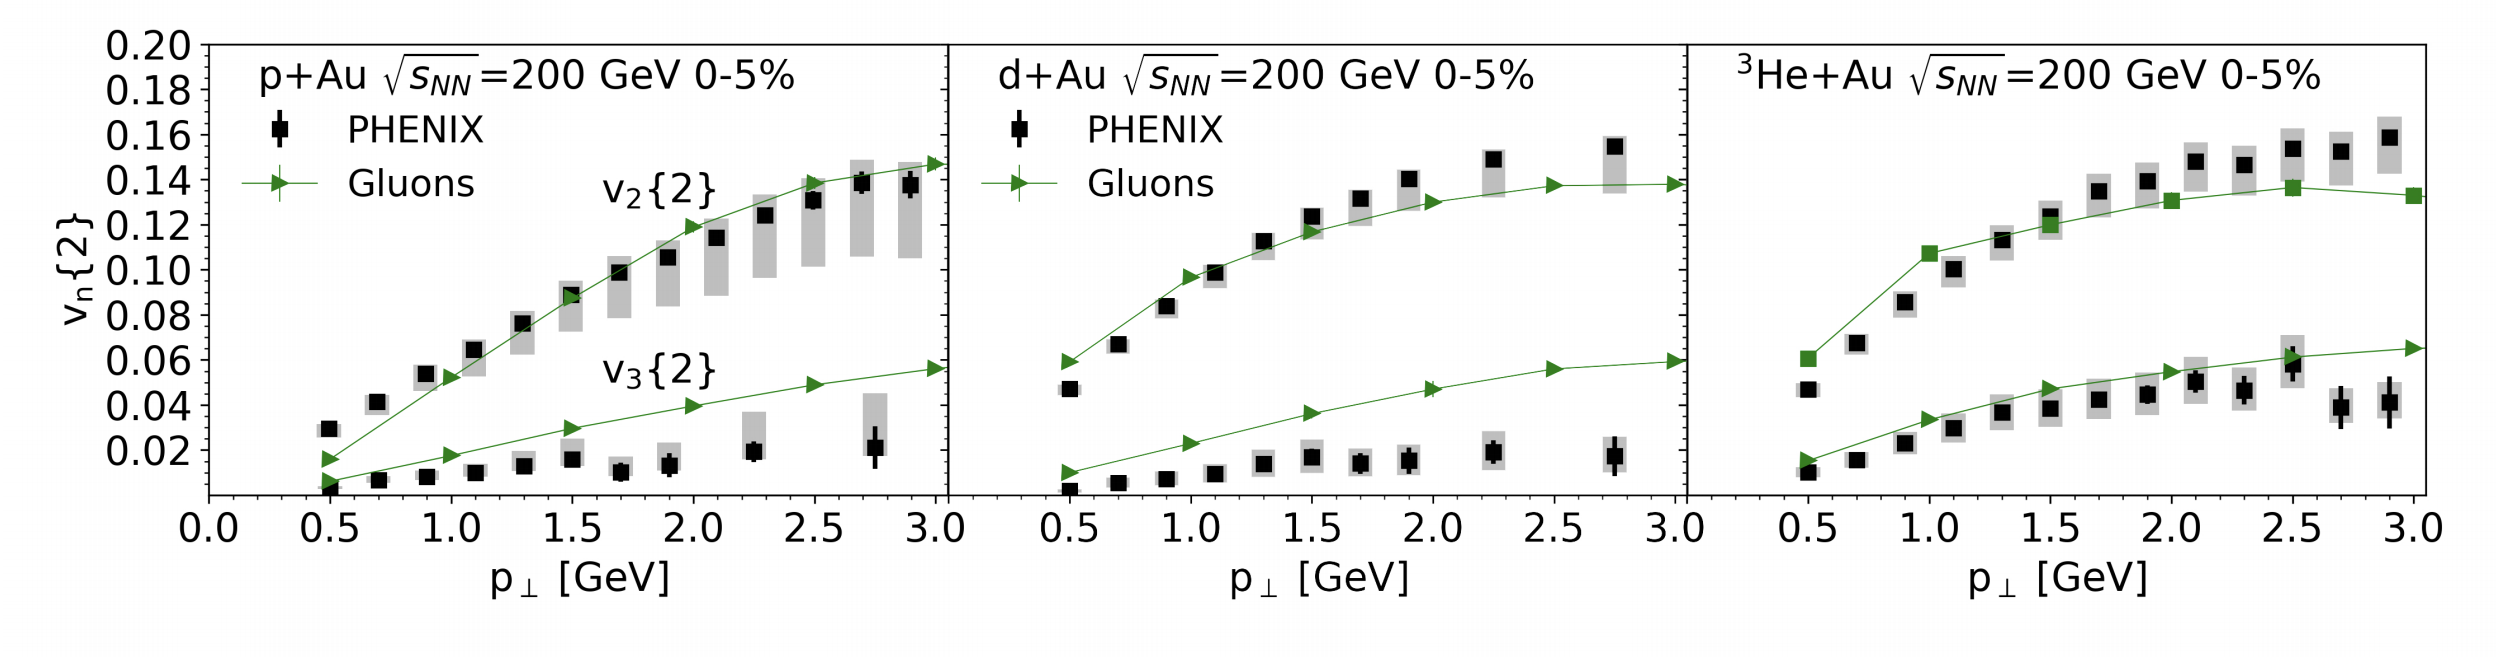 p+Au √s_NN=200 GeV 0-5%
PHENIX
Gluons
v₂{2}
v₃{2}
d+Au √s_NN=200 GeV 0-5%
PHENIX
Gluons
³He+Au √s_NN=200 GeV 0-5%
vₙ{2}
0.20
0.18
0.16
0.14
0.12
0.10
0.08
0.06
0.04
0.02
0.0 0.5 1.0 1.5 2.0 2.5 3.0 0.5 1.0 1.5 2.0 2.5 3.0 0.5 1.0 1.5 2.0 2.5 3.0
p⊥ [GeV] p⊥ [GeV] p⊥ [GeV]